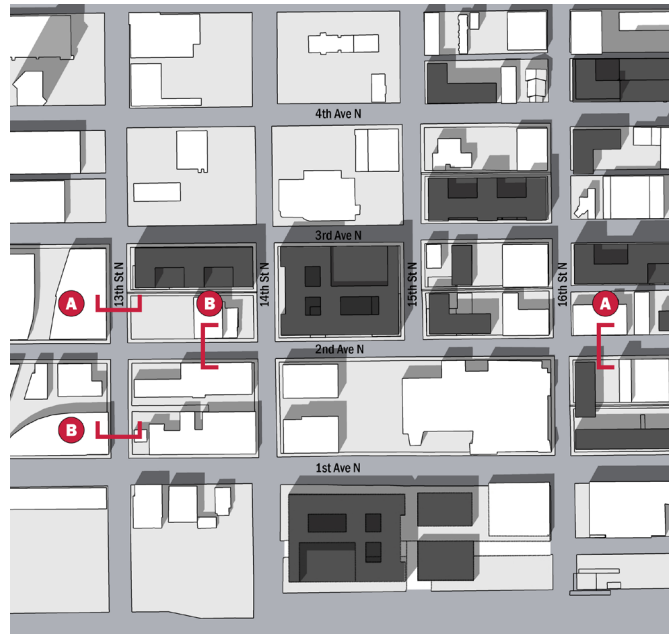 4th Ave N
3rd Ave N
13th St N
14th St N
15th St N
16th St N
A
B
A
2nd Ave N
B
1st Ave N